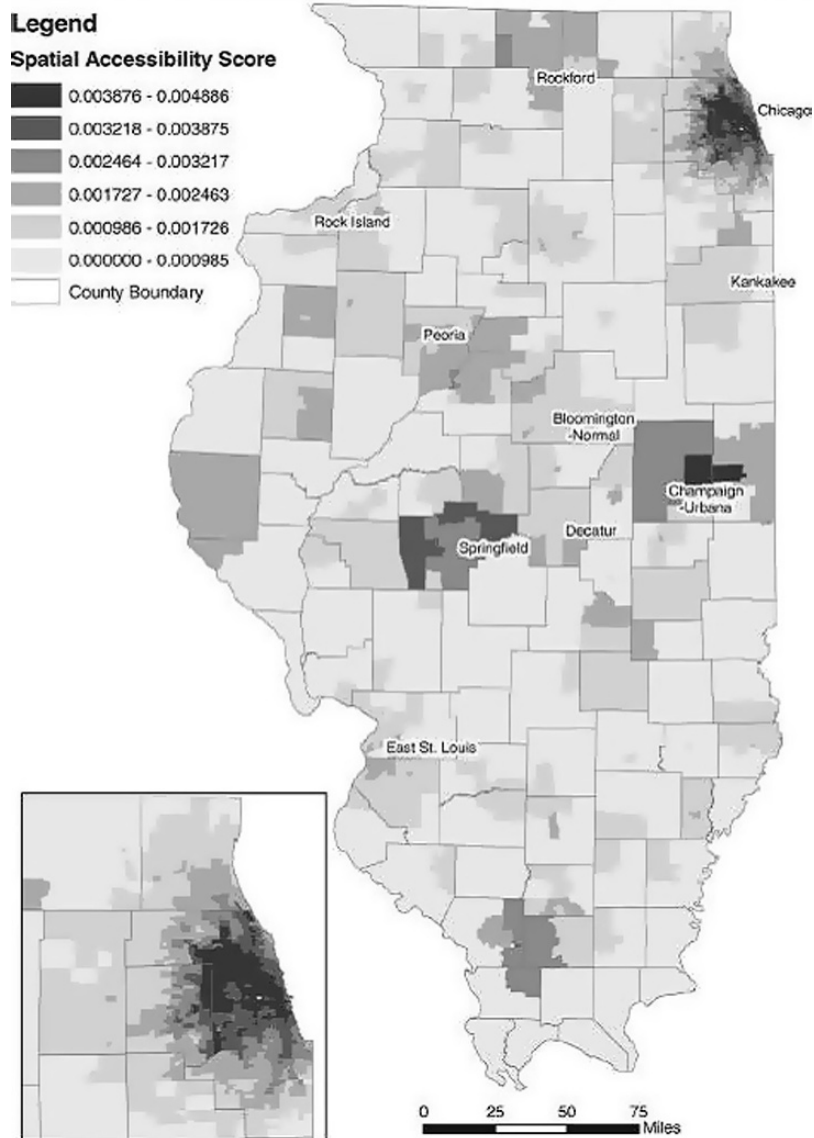 Legend
Spatial Accessibility Score
0.003876 - 0.004886
0.003218 - 0.003875
0.002464 - 0.003217
0.001727 - 0.002463
0.000986 - 0.001726
0.000000 - 0.000985
County Boundary
Rockford
Chicago
Rock Island
Kankakee
Peoria
Bloomington
-Normal
Champaign
-Urbana
Decatur
Springfield
East St. Louis
0 25 50 75
Miles